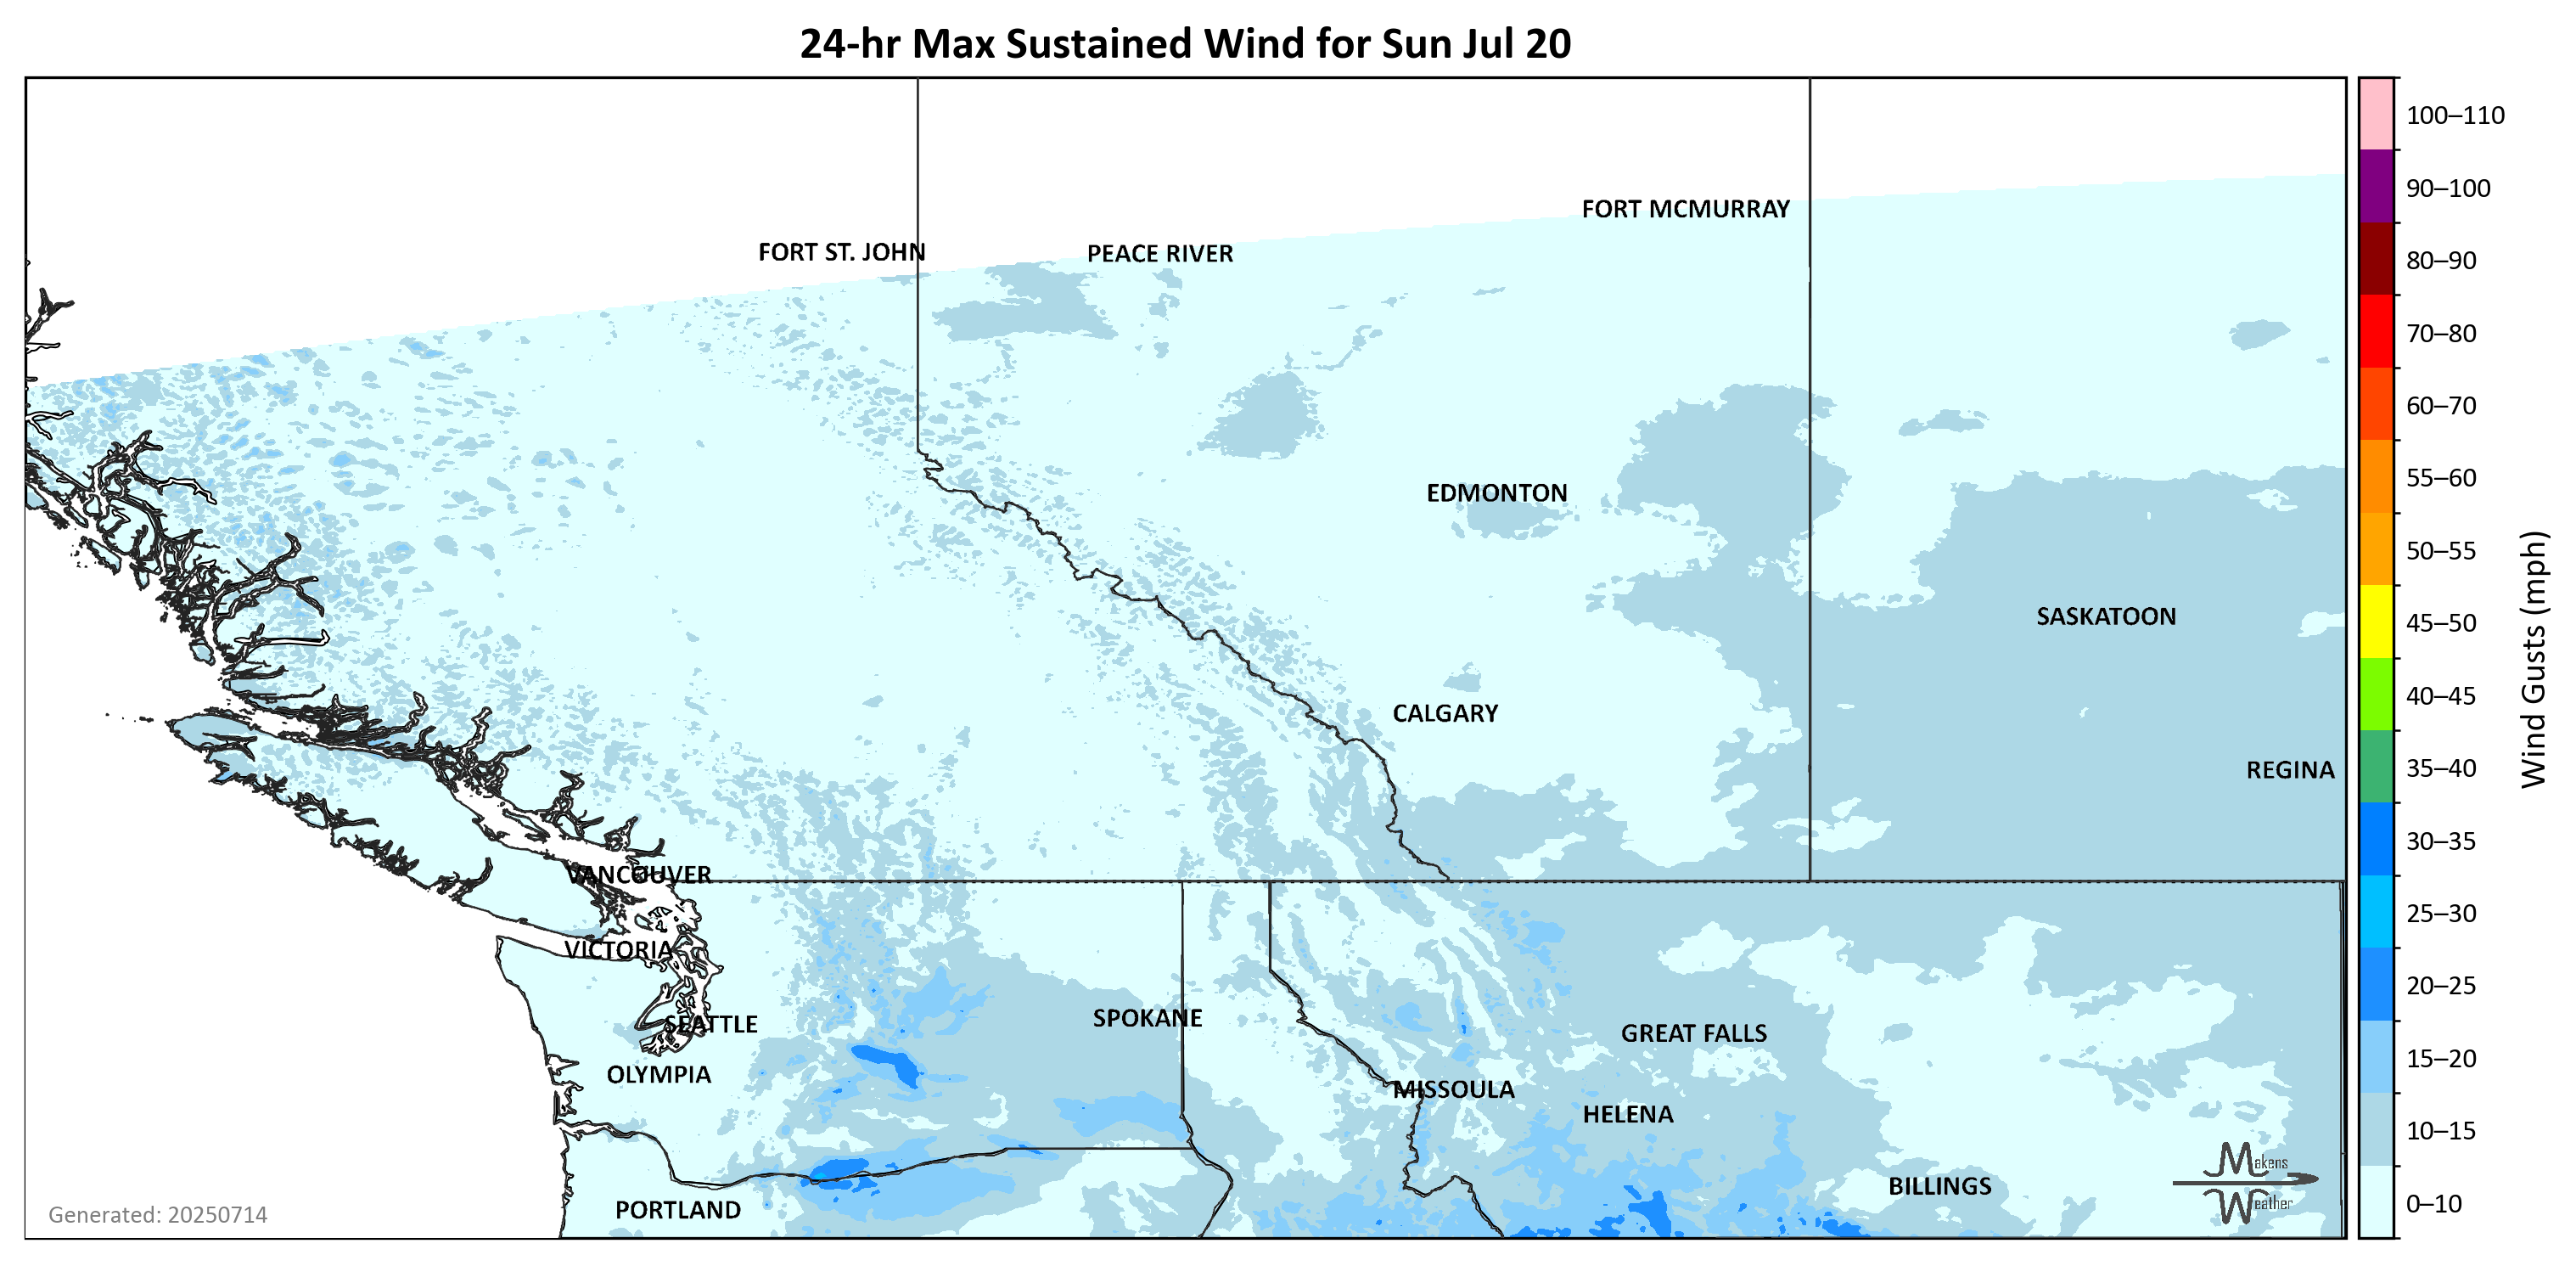 24-hr Max Sustained Wind for Sun Jul 20
FORT MCMURRAY
FORT ST. JOHN
PEACE RIVER
EDMONTON
SASKATOON
CALGARY
REGINA
VANCOUVER
VICTORIA
SPOKANE
SEATTLE
GREAT FALLS
OLYMPIA
MISSOULA
HELENA
BILLINGS
PORTLAND
Makens
Weather
Generated: 20250714
100–110
90–100
80–90
70–80
60–70
55–60
50–55
45–50
40–45
35–40
30–35
25–30
20–25
15–20
10–15
0–10
Wind Gusts (mph)